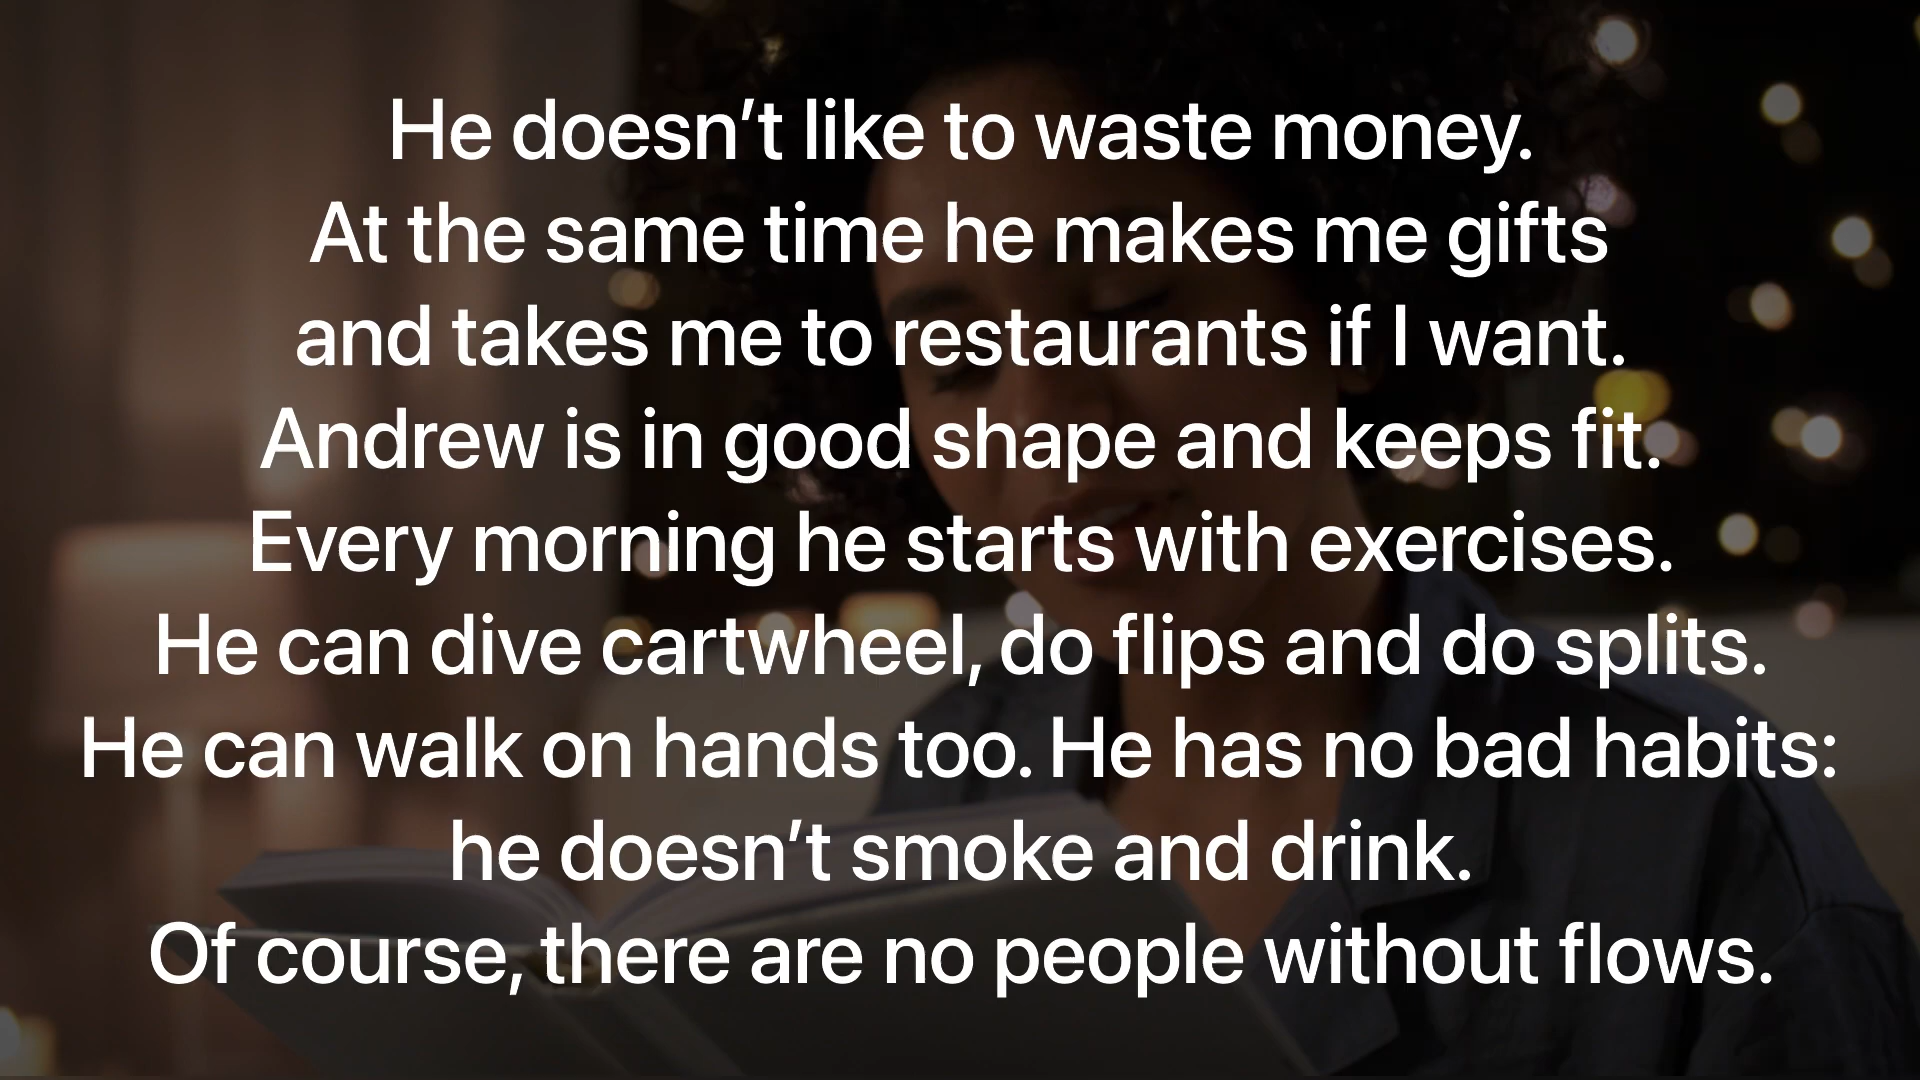 He doesn’t like to waste money.
At the same time he makes me gifts
and takes me to restaurants if I want.
Andrew is in good shape and keeps fit.
Every morning he starts with exercises.
He can dive cartwheel, do flips and do splits.
He can walk on hands too. He has no bad habits:
he doesn’t smoke and drink.
Of course, there are no people without flows.